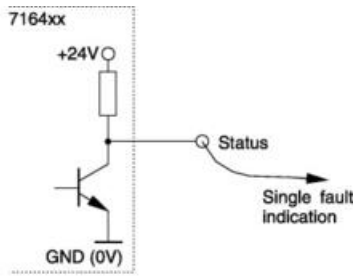 7164xx
+24V
Status
Single fault
indication
GND (0V)